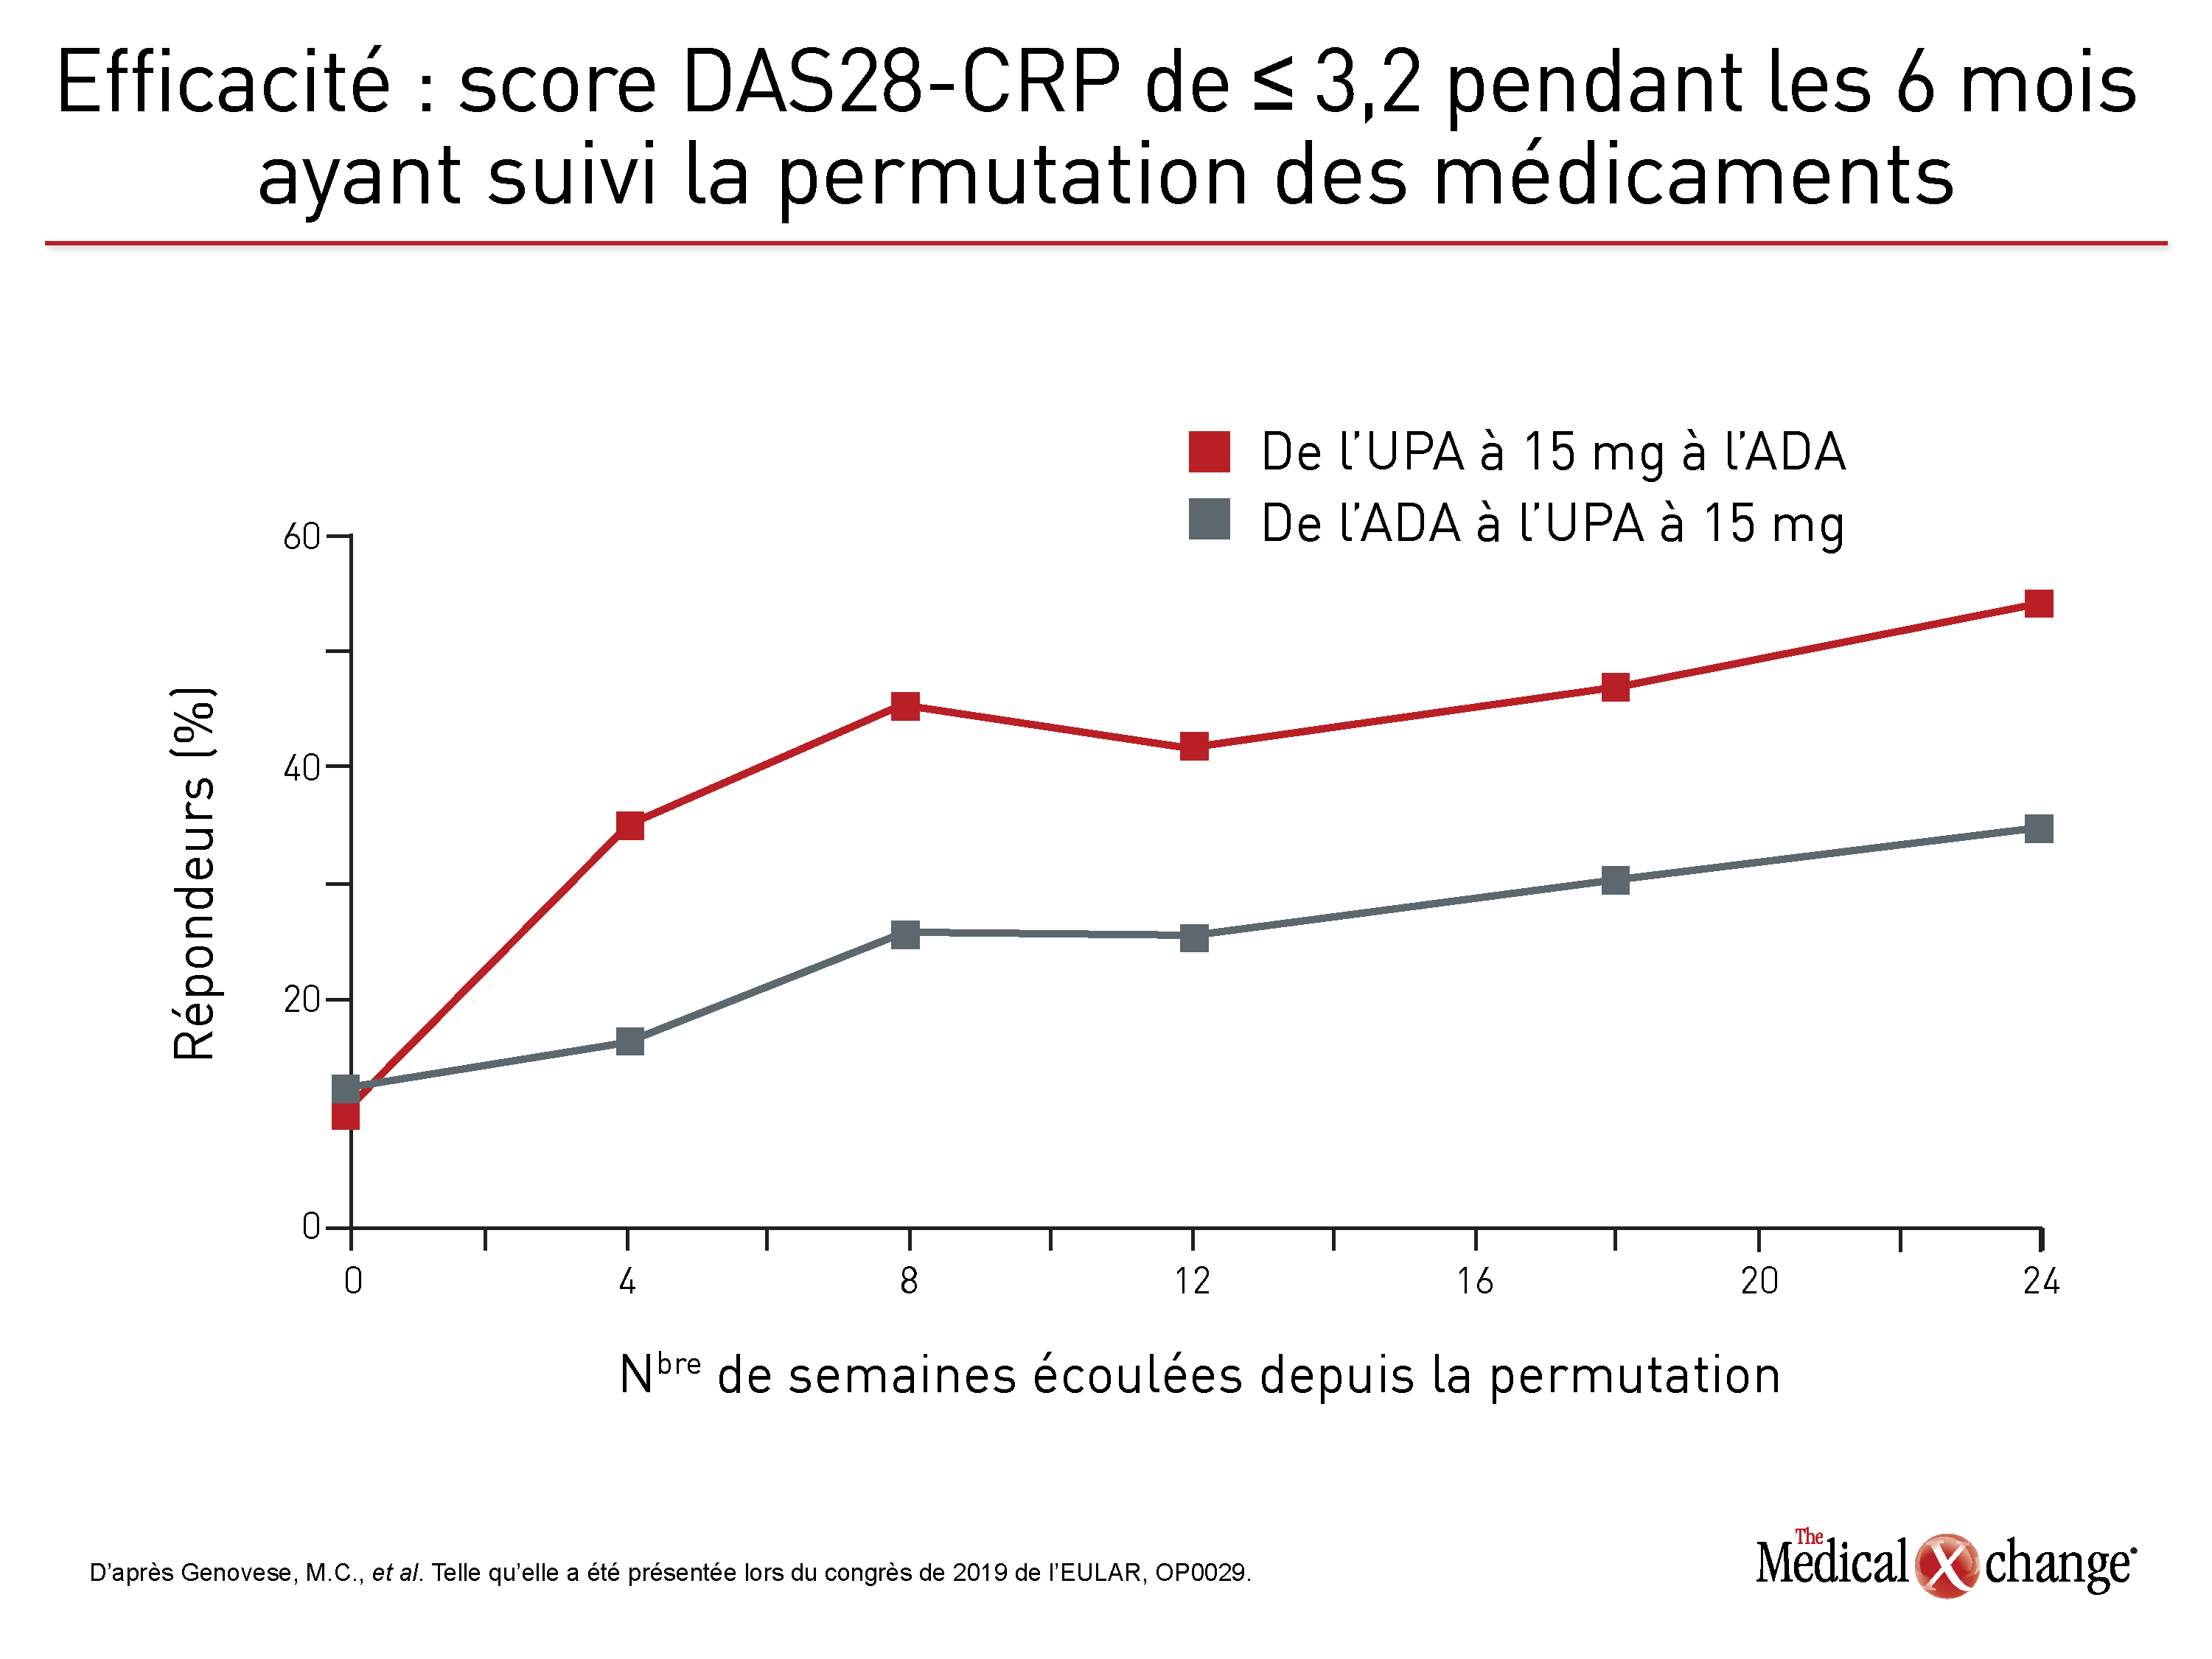 Efficacité : score DAS28-CRP de ≤ 3,2 pendant les 6 mois
ayant suivi la permutation des médicaments
De l’UPA à 15 mg à l’ADA
De l’ADA à l’UPA à 15 mg
Répondeurs (%)
60
40
20
0
0 4 8 12 16 20 24
Nbre de semaines écoulées depuis la permutation
D’après Genovese, M.C., et al. Telle qu’elle a été présentée lors du congrès de 2019 de l’EULAR, OP0029.
The
Medical X change